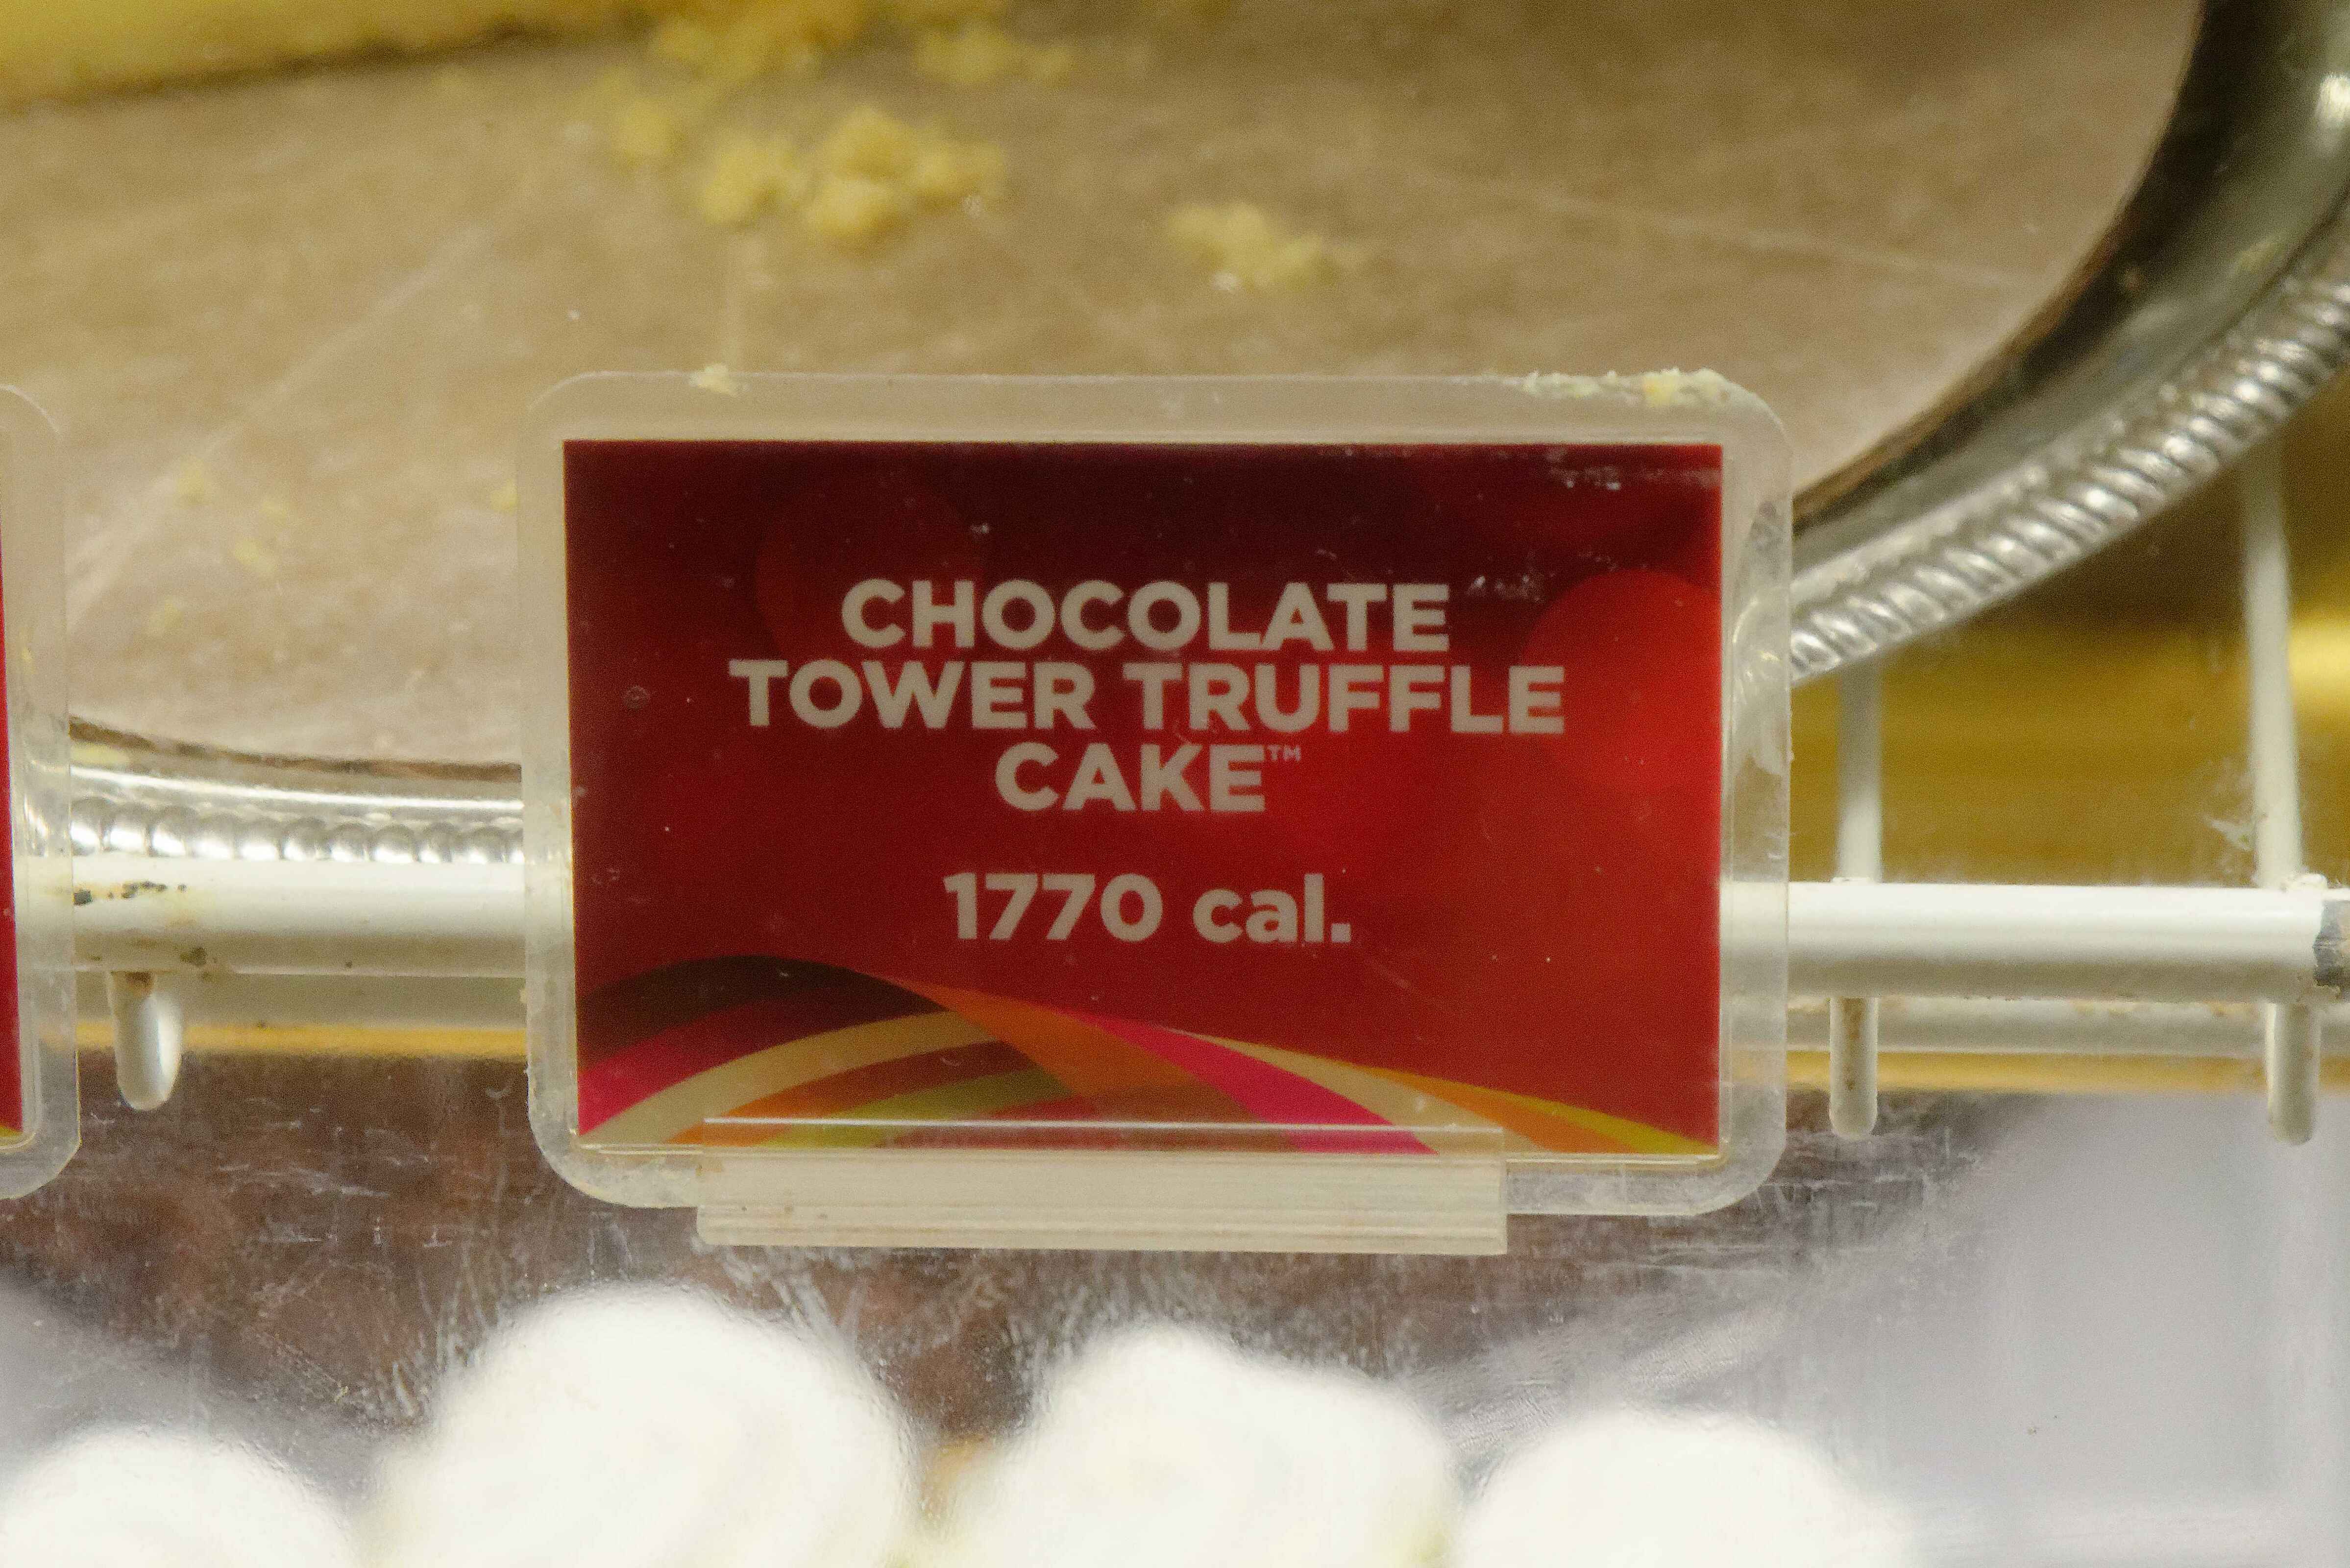 CHOCOLATE
TOWER TRUFFLE
CAKE™
1770 cal.